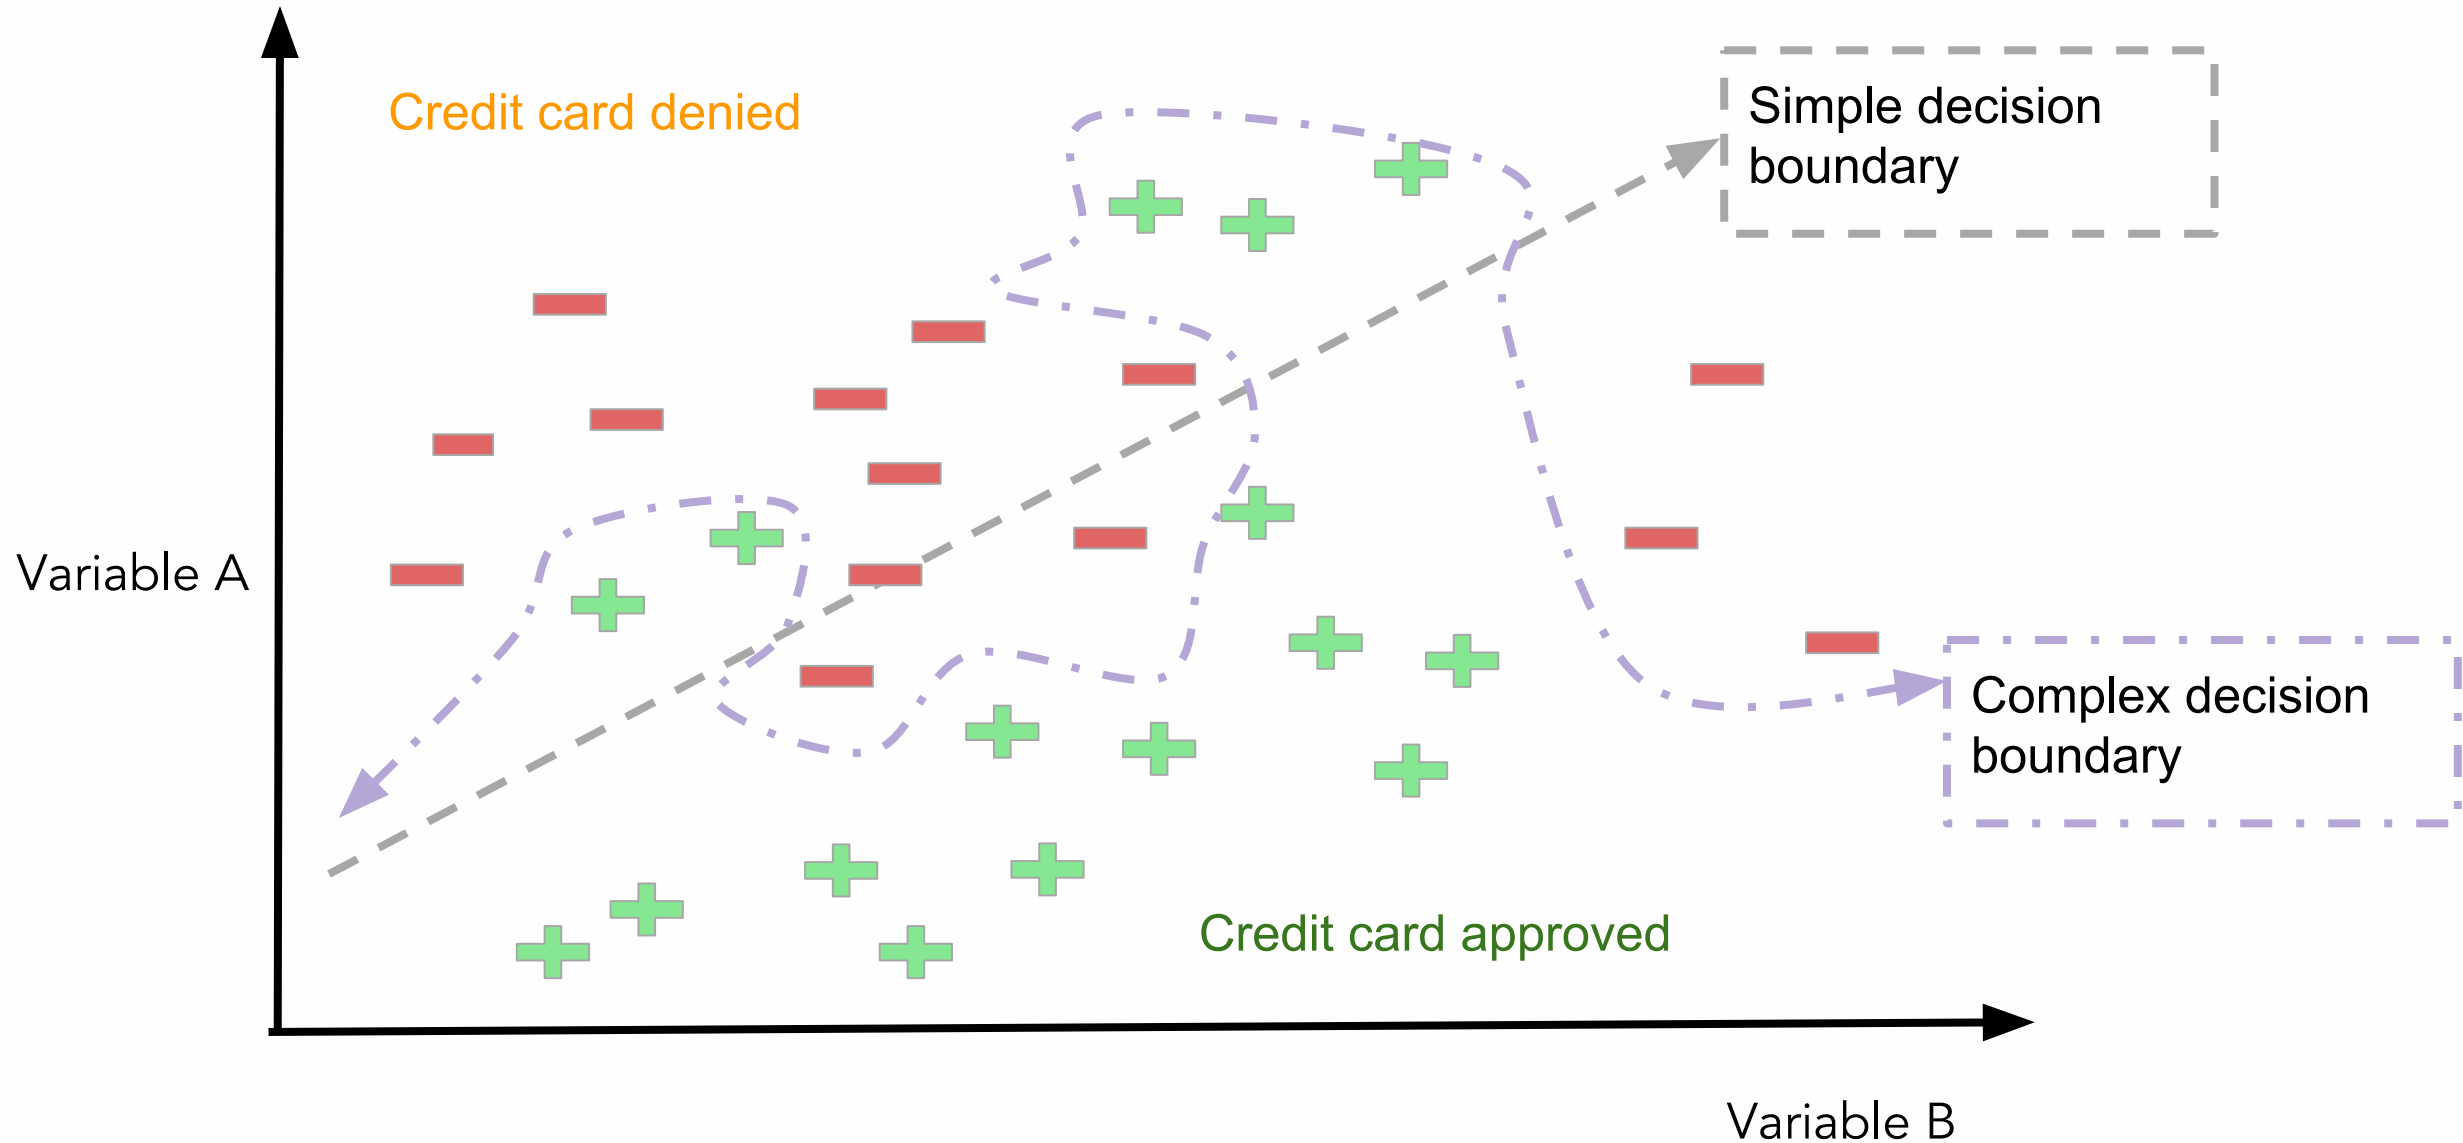 Credit card denied
Simple decision
boundary
Variable A
Complex decision
boundary
Credit card approved
Variable B